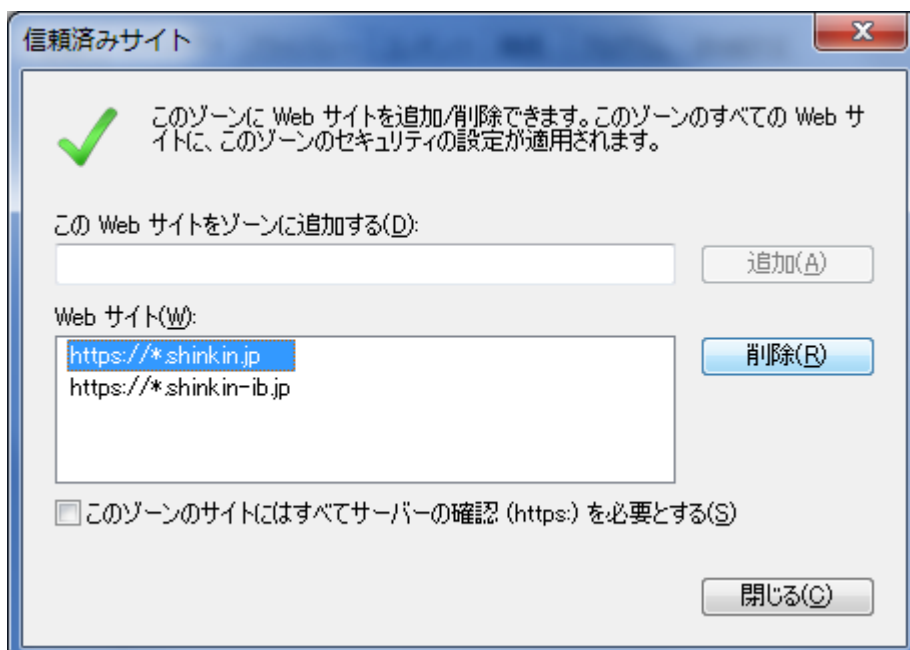 信頼済みサイト
このゾーンに Web サイトを追加/削除できます。このゾーンのすべての Web サ
イトに、このゾーンのセキュリティの設定が適用されます。
この Web サイトをゾーンに追加する(D):
追加(A)
Web サイト(W):
https://*.shinkin.jp
削除(R)
https://*.shinkin-ib.jp
このゾーンのサイトにはすべてサーバーの確認 (https:) を必要とする(S)
閉じる(C)